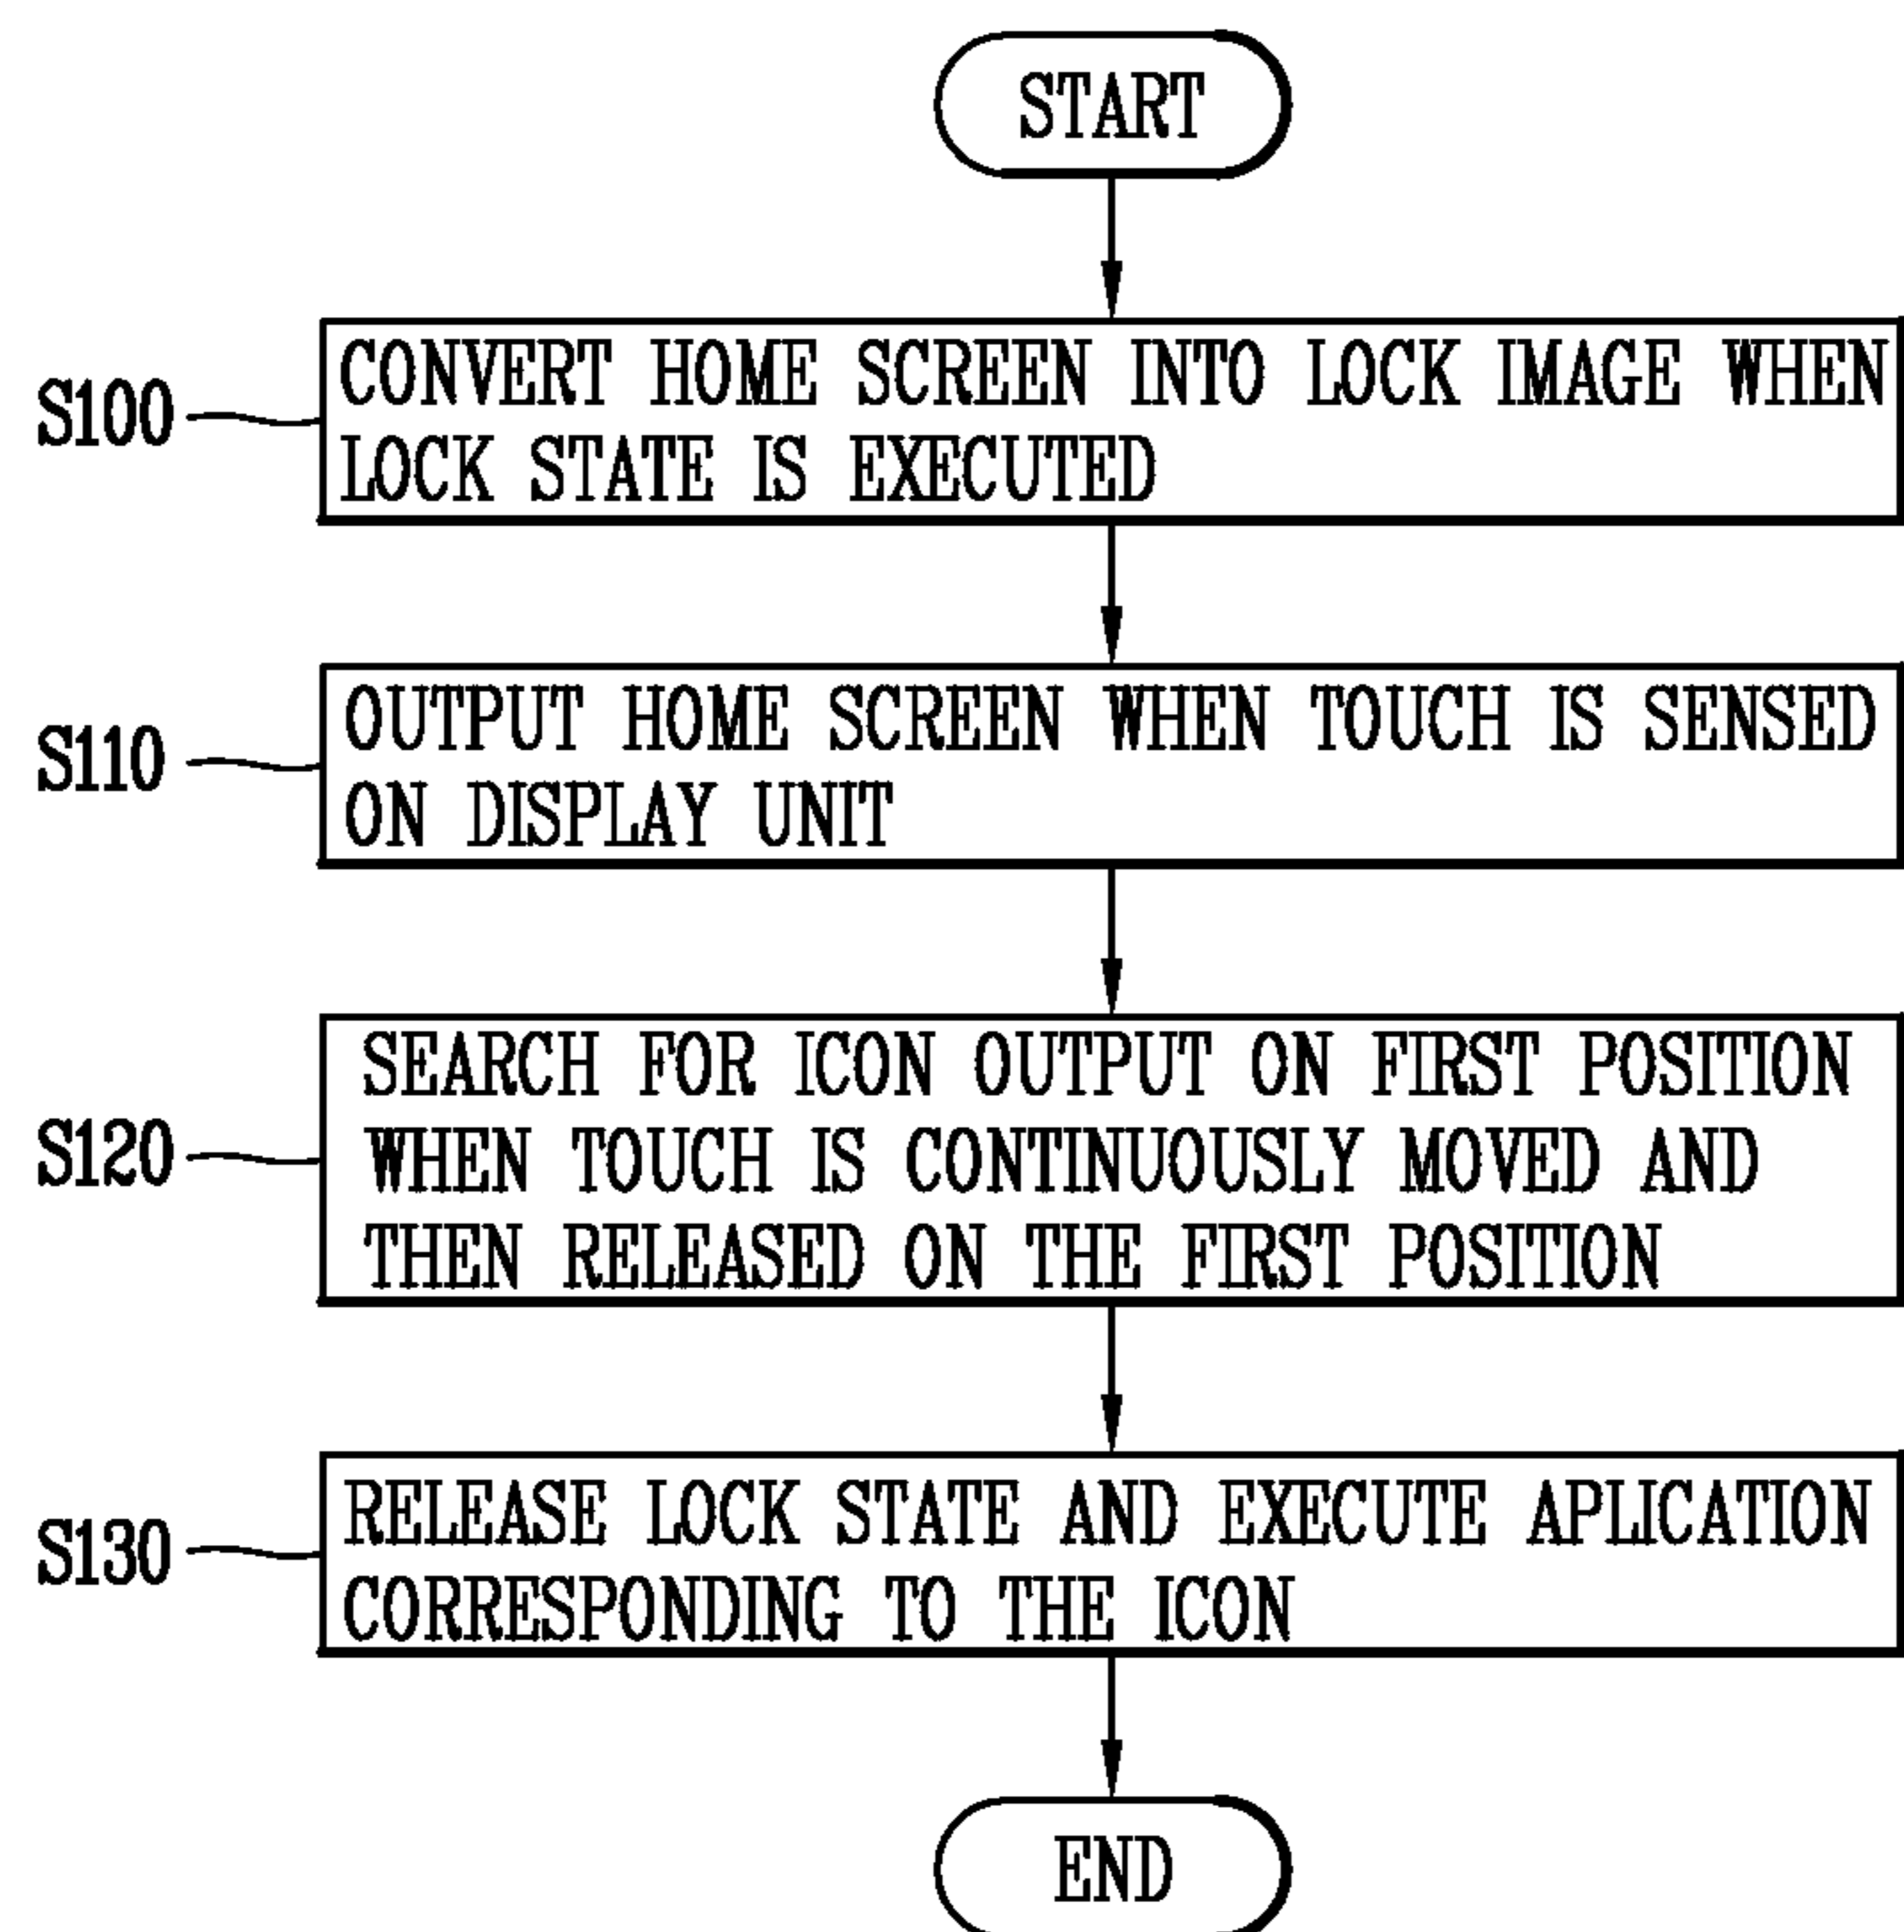 START
S100
CONVERT HOME SCREEN INTO LOCK IMAGE WHEN
LOCK STATE IS EXECUTED
S110
OUTPUT HOME SCREEN WHEN TOUCH IS SENSED
ON DISPLAY UNIT
S120
SEARCH FOR ICON OUTPUT ON FIRST POSITION
WHEN TOUCH IS CONTINUOUSLY MOVED AND
THEN RELEASED ON THE FIRST POSITION
S130
RELEASE LOCK STATE AND EXECUTE APLICATION
CORRESPONDING TO THE ICON
END